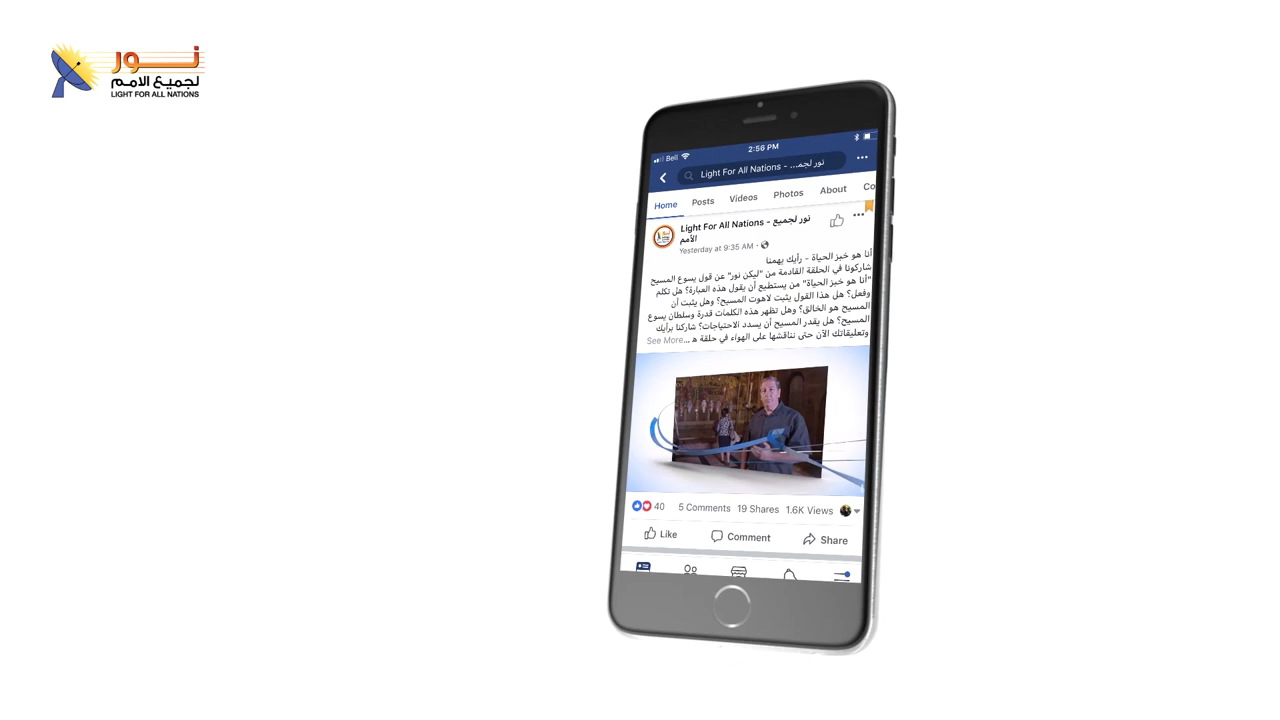 نور
لجميع الامم
LIGHT FOR ALL NATIONS
Bell
2:56 PM
Light For All Nations - نور لجم...
Home Posts Videos Photos About Co
Light For All Nations - نور لجميع
الأمم
Yesterday at 9:35 AM ·
أنا هو خبز الحياة - رأيك يهمنا
شاركونا في الحلقة القادمة من "ليكن نور" عن قول يسوع المسيح
"أنا هو خبز الحياة" من يستطيع أن يقول هذه العبارة؟ هل تكلم
وفعل؟ هل هذا القول يثبت لاهوت المسيح؟ وهل يثبت أن
المسيح هو الخالق؟ وهل تظهر هذه الكلمات قدرة وسلطان يسوع
المسيح؟ هل يقدر المسيح أن يسدد الاحتياجات؟ شاركنا برأيك
وتعليقاتك الآن حتى نناقشها على الهواء في حلقة ه... See More
40 5 Comments 19 Shares 1.6K Views
Like Comment Share